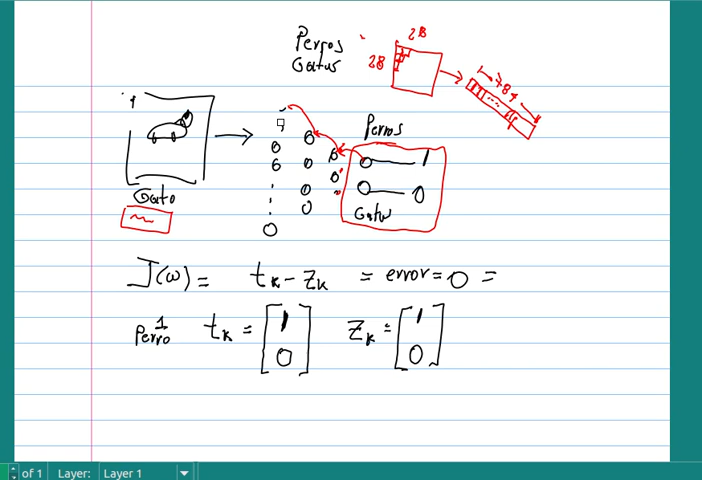 Perros
Gatos
28
28
784
Perros
1
0
Gatos
Gato
J(w) = tk - zk = error = 0 =
1
Perro tk = [1 0] zk = [1 0]
of 1 Layer: Layer 1